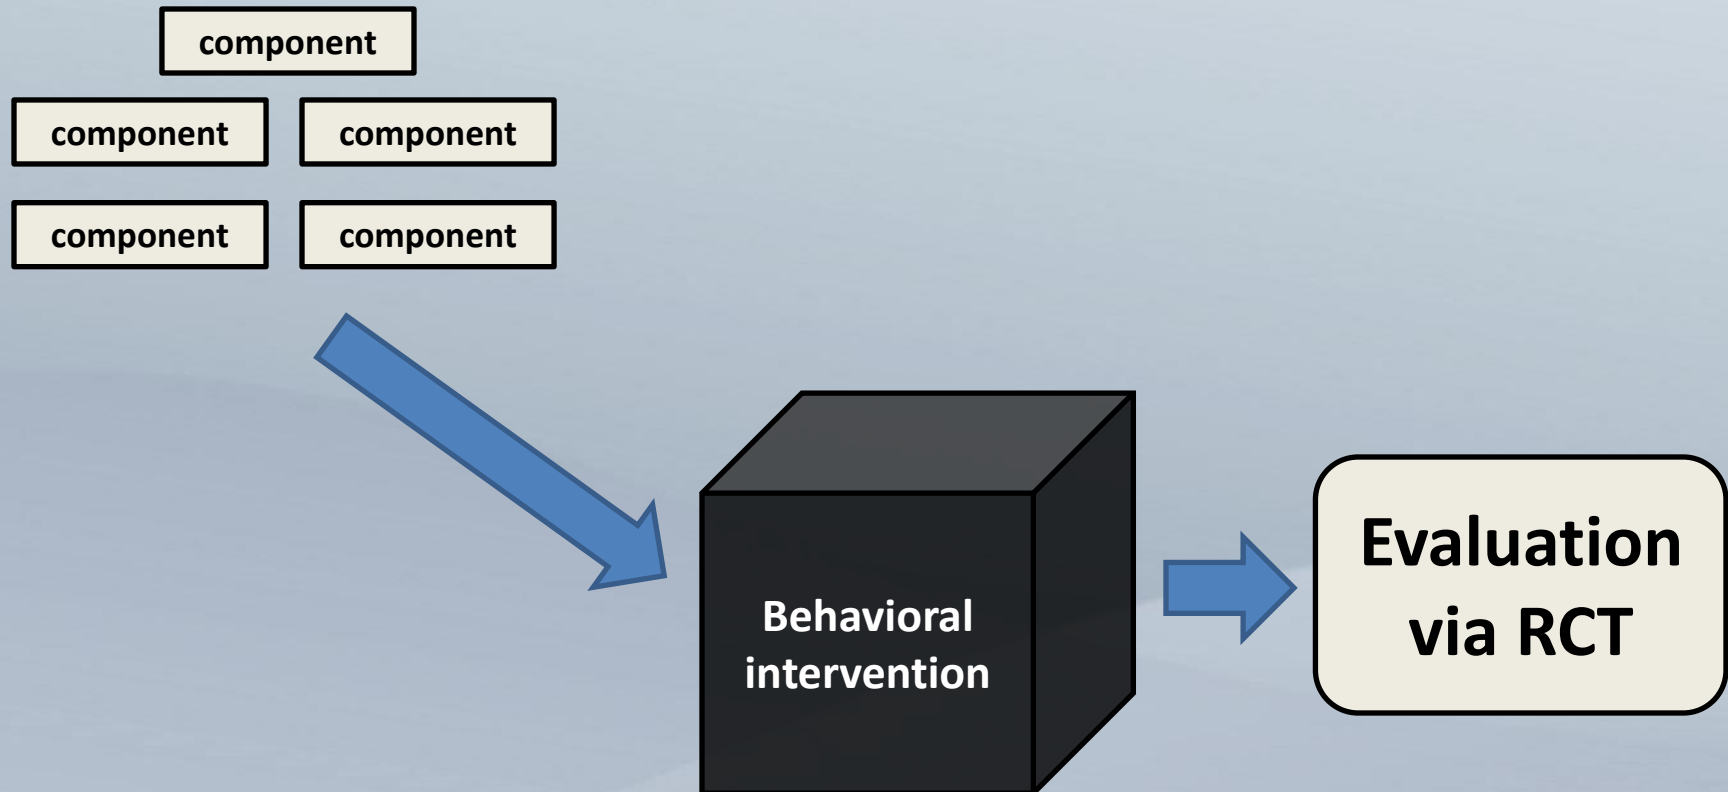 component
component
component
component
component
Behavioral
intervention
Evaluation
via RCT